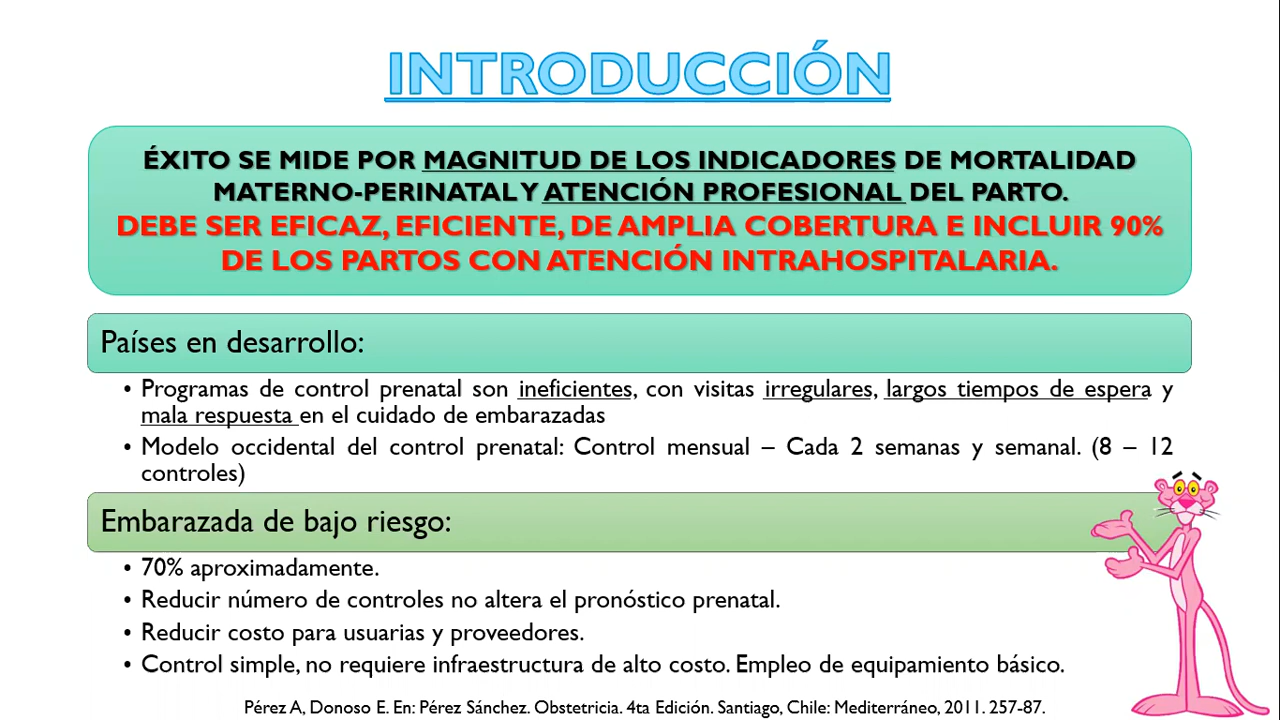 INTRODUCCIÓN
ÉXITO SE MIDE POR MAGNITUD DE LOS INDICADORES DE MORTALIDAD
MATERNO-PERINATAL Y ATENCIÓN PROFESIONAL DEL PARTO.
DEBE SER EFICAZ, EFICIENTE, DE AMPLIA COBERTURA E INCLUIR 90%
DE LOS PARTOS CON ATENCIÓN INTRAHOSPITALARIA.
Países en desarrollo:
• Programas de control prenatal son ineficientes, con visitas irregulares, largos tiempos de espera y
mala respuesta en el cuidado de embarazadas
• Modelo occidental del control prenatal: Control mensual – Cada 2 semanas y semanal. (8 – 12
controles)
Embarazada de bajo riesgo:
• 70% aproximadamente.
• Reducir número de controles no altera el pronóstico prenatal.
• Reducir costo para usuarias y proveedores.
• Control simple, no requiere infraestructura de alto costo. Empleo de equipamiento básico.
Pérez A, Donoso E. En: Pérez Sánchez. Obstetricia. 4ta Edición. Santiago, Chile: Mediterráneo, 2011. 257-87.